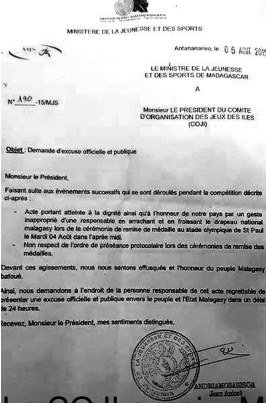 MINISTERE DE LA JEUNESSE ET DES SPORTS
Antananarivo, le 05 AOUT 2015
LE MINISTRE DE LA JEUNESSE
ET DES SPORTS DE MADAGASCAR
A
N° 190 -15/MJS
Monsieur LE PRESIDENT DU COMITE
D'ORGANISATION DES JEUX DES ILES
(COJI)
Objet : Demande d'excuse officielle et publique
Monsieur le Président,
Faisant suite aux événements successifs qui se sont déroulés pendant la compétition décrits
ci-après :
- Acte portant atteinte à la dignité ainsi qu'à l'honneur de notre pays par un geste
inapproprié d'une responsable en arrachant et en froissant le drapeau national
malagasy lors de la cérémonie de remise de médaille au stade olympique de St Paul
le Mardi 04 Août dans l'après midi.
- Non respect de l'ordre de préséance protocolaire lors des cérémonies de remise des
médailles.
Devant ces agissements, nous nous sentons offusqués et l'honneur du peuple Malagasy
bafoué.
Ainsi, nous demandons à l'endroit de la personne responsable de cet acte regrettable de
présenter une excuse officielle et publique envers le peuple et l'Etat Malagasy dans un délai
de 24 heures.
Recevez, Monsieur le Président, mes sentiments distingués.
Jean Anicet